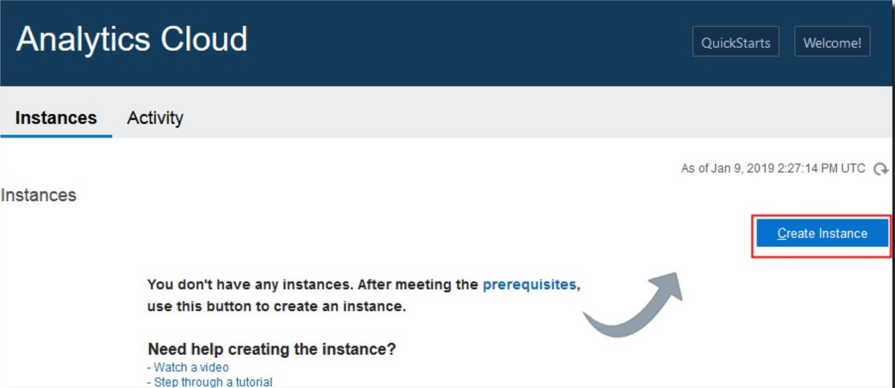 Analytics Cloud
QuickStarts
Welcome!
Instances
Activity
As of Jan 9, 2019 2:27:14 PM UTC
Instances
Create Instance
You don't have any instances. After meeting the prerequisites,
use this button to create an instance.
Need help creating the instance?
- Watch a video
- Step through a tutorial